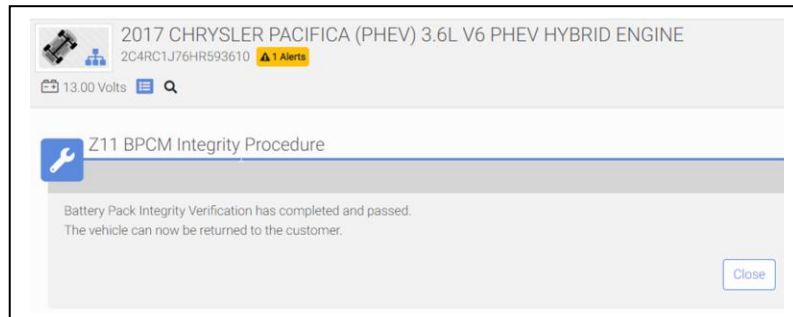 2017 CHRYSLER PACIFICA (PHEV) 3.6L V6 PHEV HYBRID ENGINE
2C4RC1J76HR593610 1 Alerts
13.00 Volts
Z11 BPCM Integrity Procedure
Battery Pack Integrity Verification has completed and passed.
The vehicle can now be returned to the customer.
Close